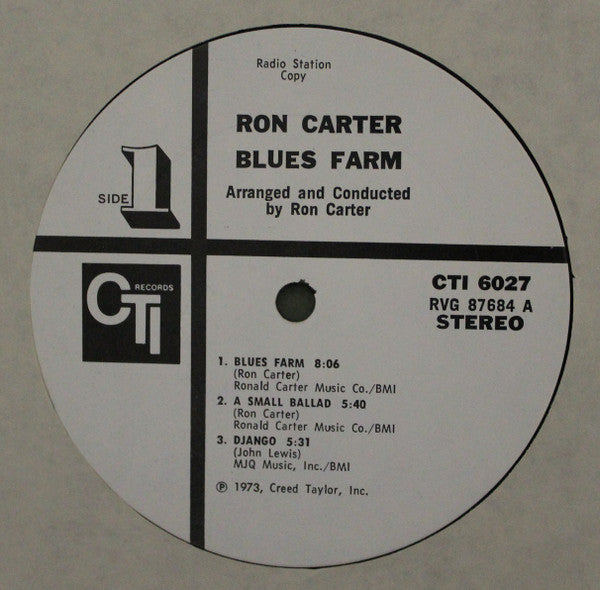 Radio Station
Copy
RON CARTER
BLUES FARM
Arranged and Conducted
by Ron Carter
SIDE 1
CTI RECORDS
CTI 6027
RVG 87684 A
STEREO
1. BLUES FARM 8:06
(Ron Carter)
Ronald Carter Music Co./BMI
2. A SMALL BALLAD 5:40
(Ron Carter)
Ronald Carter Music Co./BMI
3. DJANGO 5:31
(John Lewis)
MJQ Music, Inc./BMI
℗ 1973, Creed Taylor, Inc.